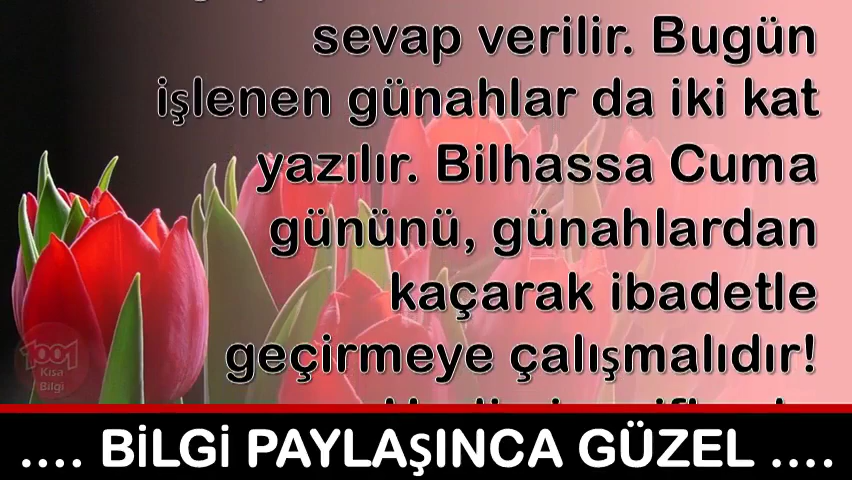 sevap verilir. Bugün
işlenen günahlar da iki kat
yazılır. Bilhassa Cuma
gününü, günahlardan
kaçarak ibadetle
geçirmeye çalışmalıdır!
1001
Kısa
Bilgi
.... BİLGİ PAYLAŞINCA GÜZEL ....